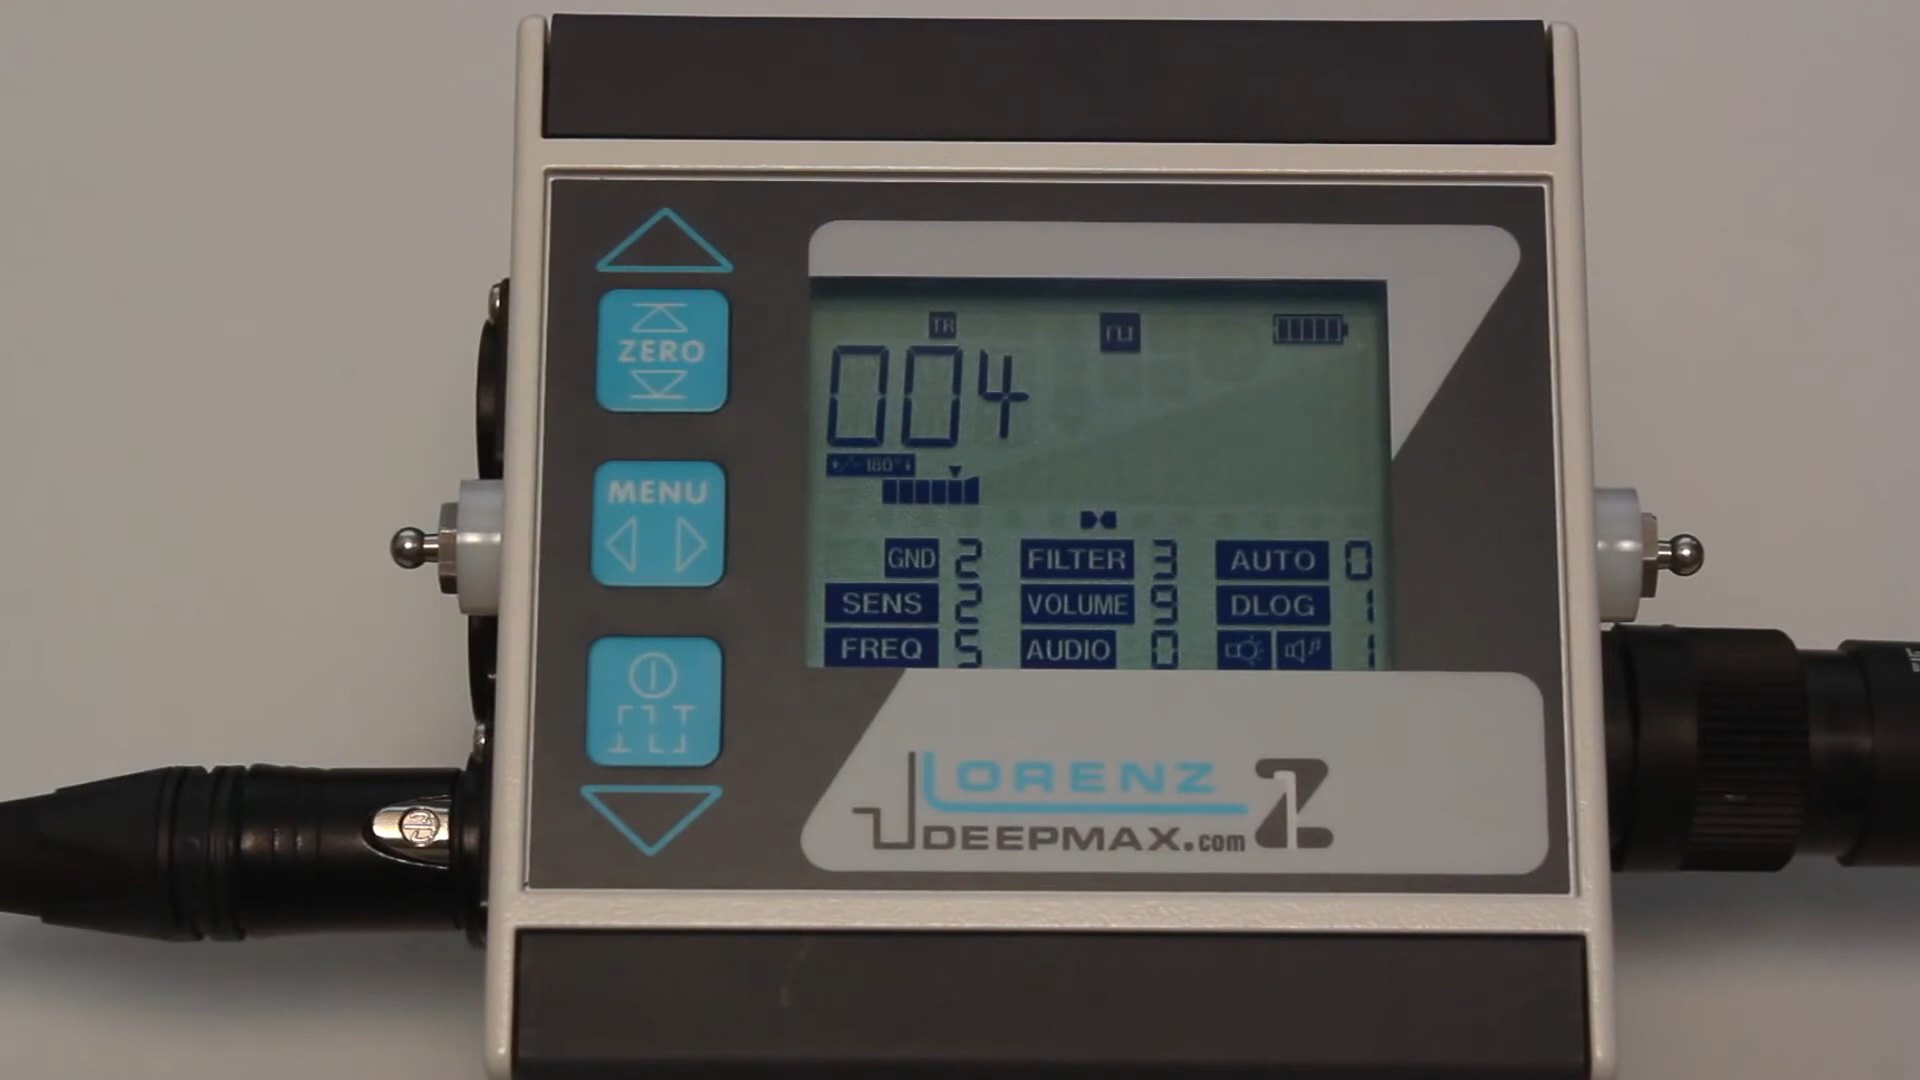 ZERO
MENU
TR
004
+/-180°
GND 2 FILTER 3 AUTO 0
SENS 2 VOLUME 9 DLOG 1
FREQ 5 AUDIO 0 1
LORENZ
DEEPMAX.com Z1